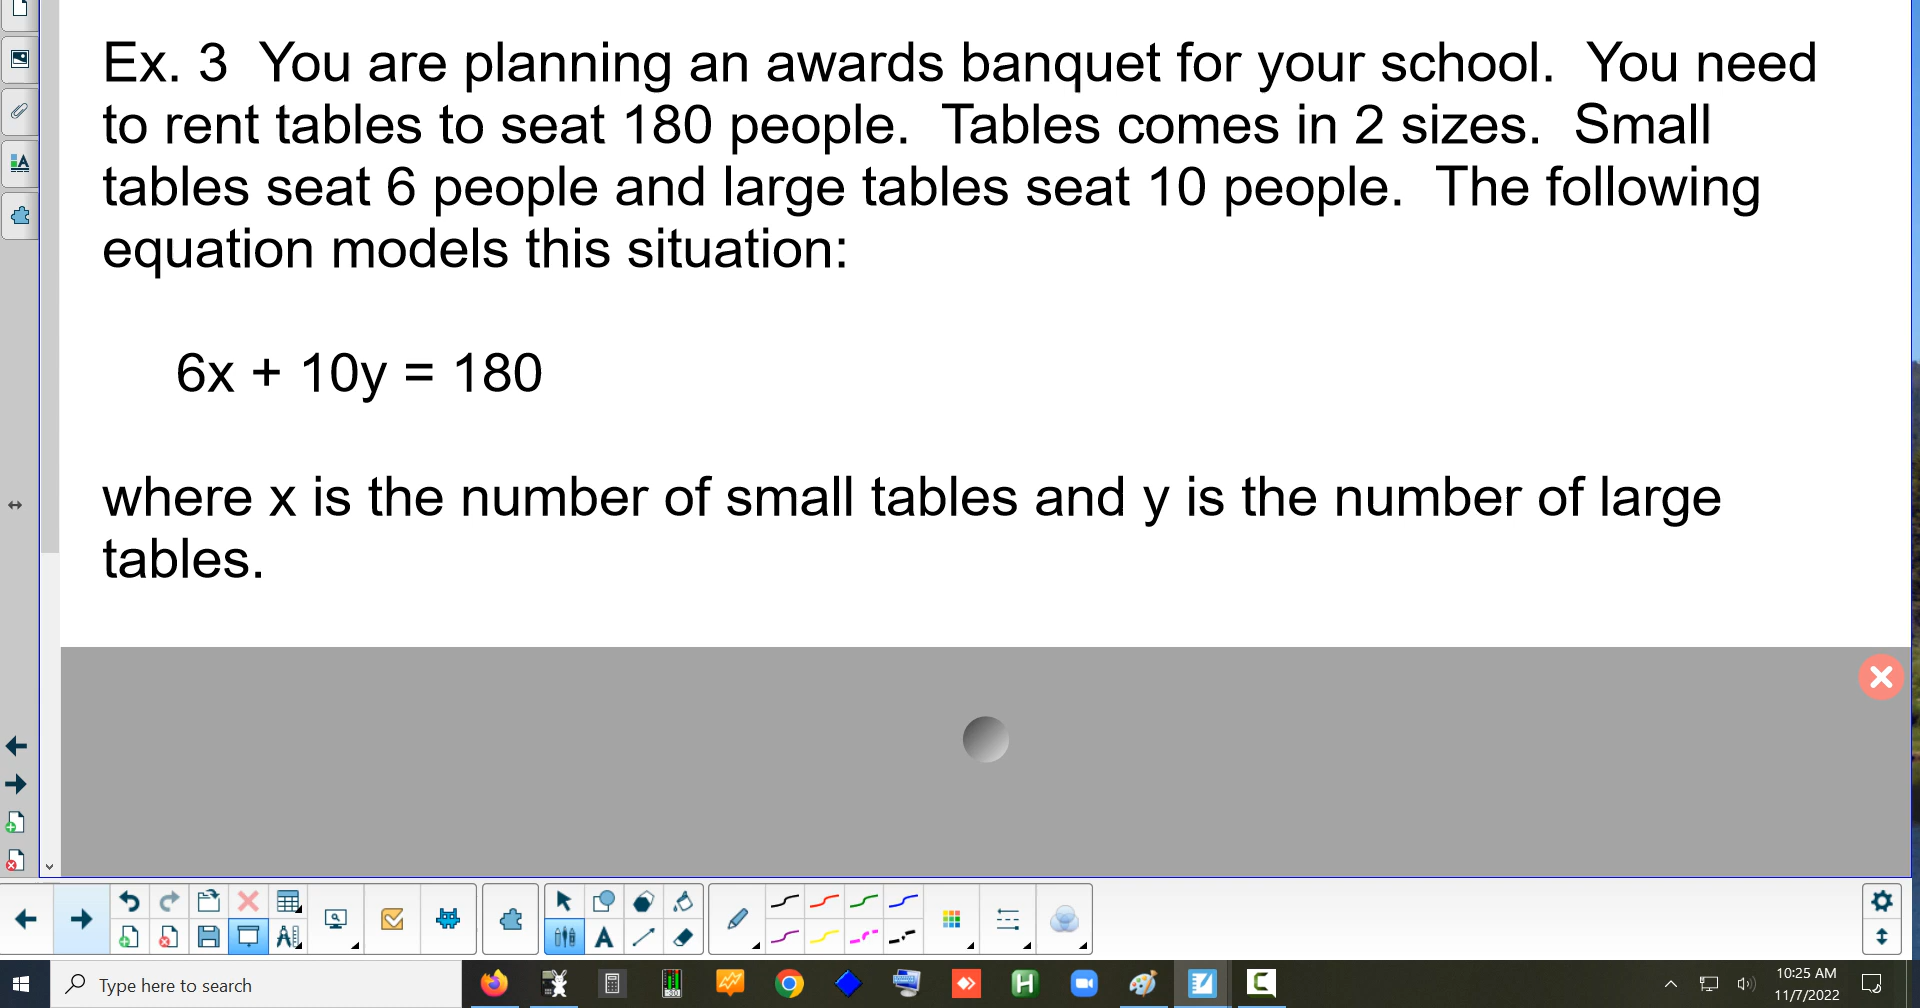 Ex. 3  You are planning an awards banquet for your school.  You need
to rent tables to seat 180 people.  Tables comes in 2 sizes.  Small
tables seat 6 people and large tables seat 10 people.  The following
equation models this situation:
6x + 10y = 180
where x is the number of small tables and y is the number of large
tables.
Type here to search
10:25 AM
11/7/2022